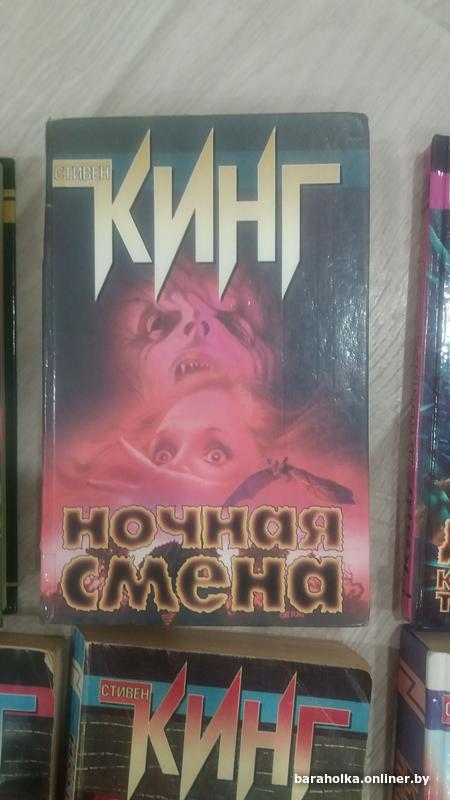 СТИВЕН
КИНГ
НОЧНАЯ
СМЕНА
СТИВЕН
КИНГ
baraholka.onliner.by